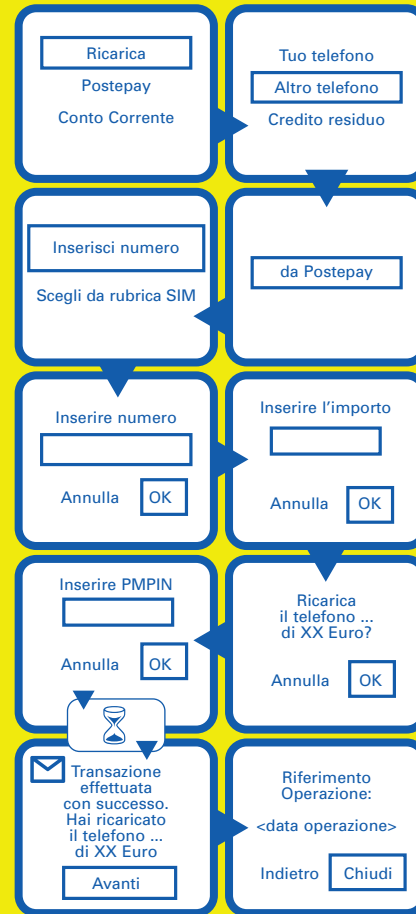 Ricarica
Postepay
Conto Corrente
Tuo telefono
Altro telefono
Credito residuo
da Postepay
Inserisci numero
Scegli da rubrica SIM
Inserire numero
Annulla OK
Inserire l'importo
Annulla OK
Ricarica
il telefono ...
di XX Euro?
Annulla OK
Inserire PMPIN
Annulla OK
Transazione
effettuata
con successo.
Hai ricaricato
il telefono ...
di XX Euro
Avanti
Riferimento
Operazione:
<data operazione>
Indietro Chiudi